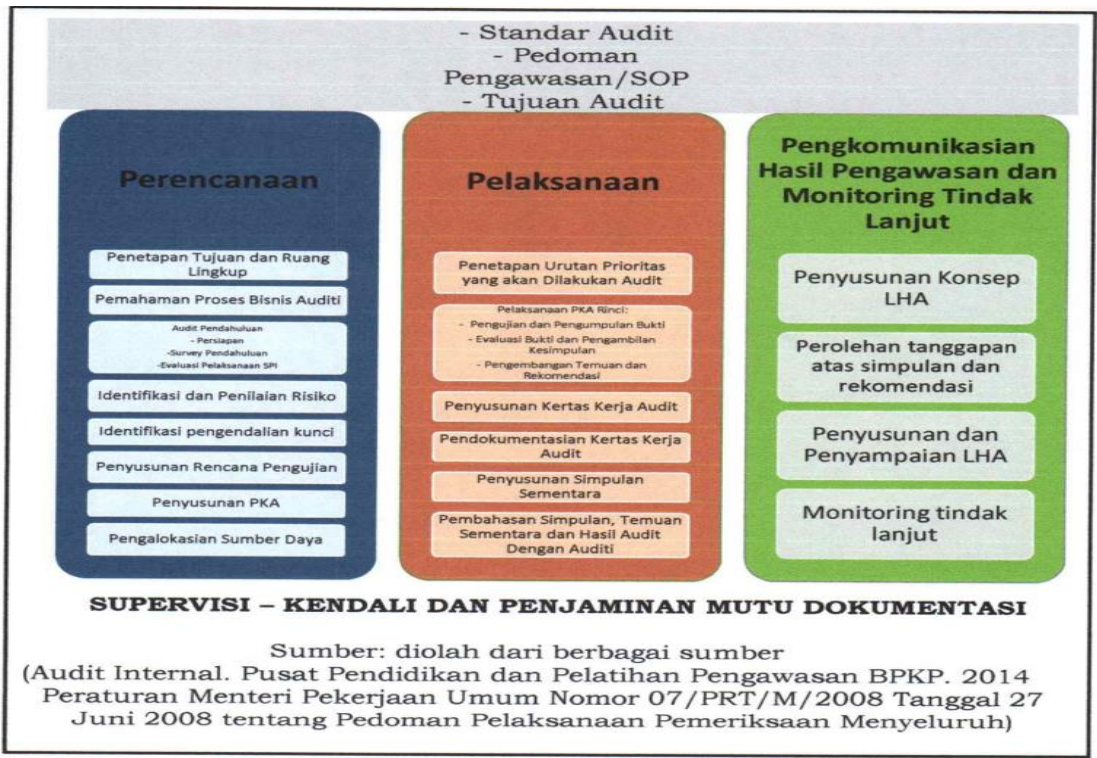 - Standar Audit
- Pedoman
Pengawasan/SOP
- Tujuan Audit
Perencanaan
Penetapan Tujuan dan Ruang
Lingkup
Pemahaman Proses Bisnis Auditi
Audit Pendahuluan
- Persiapan
-Survey Pendahuluan
-Evaluasi Pelaksanaan SPI
Identifikasi dan Penilaian Risiko
Identifikasi pengendalian kunci
Penyusunan Rencana Pengujian
Penyusunan PKA
Pengalokasian Sumber Daya
Pelaksanaan
Penetapan Urutan Prioritas
yang akan Dilakukan Audit
Pelaksanaan PKA Rinci:
- Pengujian dan Pengumpulan Bukti
- Evaluasi Bukti dan Pengambilan
Kesimpulan
- Pengembangan Temuan dan
Rekomendasi
Penyusunan Kertas Kerja Audit
Pendokumentasian Kertas Kerja
Audit
Penyusunan Simpulan
Sementara
Pembahasan Simpulan, Temuan
Sementara dan Hasil Audit
Dengan Auditi
Pengkomunikasian
Hasil Pengawasan dan
Monitoring Tindak
Lanjut
Penyusunan Konsep
LHA
Perolehan tanggapan
atas simpulan dan
rekomendasi
Penyusunan dan
Penyampaian LHA
Monitoring tindak
lanjut
SUPERVISI – KENDALI DAN PENJAMINAN MUTU DOKUMENTASI
Sumber: diolah dari berbagai sumber
(Audit Internal. Pusat Pendidikan dan Pelatihan Pengawasan BPKP. 2014
Peraturan Menteri Pekerjaan Umum Nomor 07/PRT/M/2008 Tanggal 27
Juni 2008 tentang Pedoman Pelaksanaan Pemeriksaan Menyeluruh)